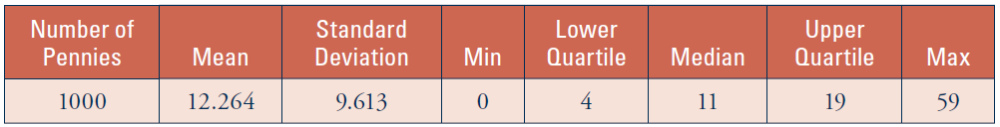 Number of Standard Lower Upper
Pennies Mean Deviation Min Quartile Median Quartile Max
1000 12.264 9.613 0 4 11 19 59